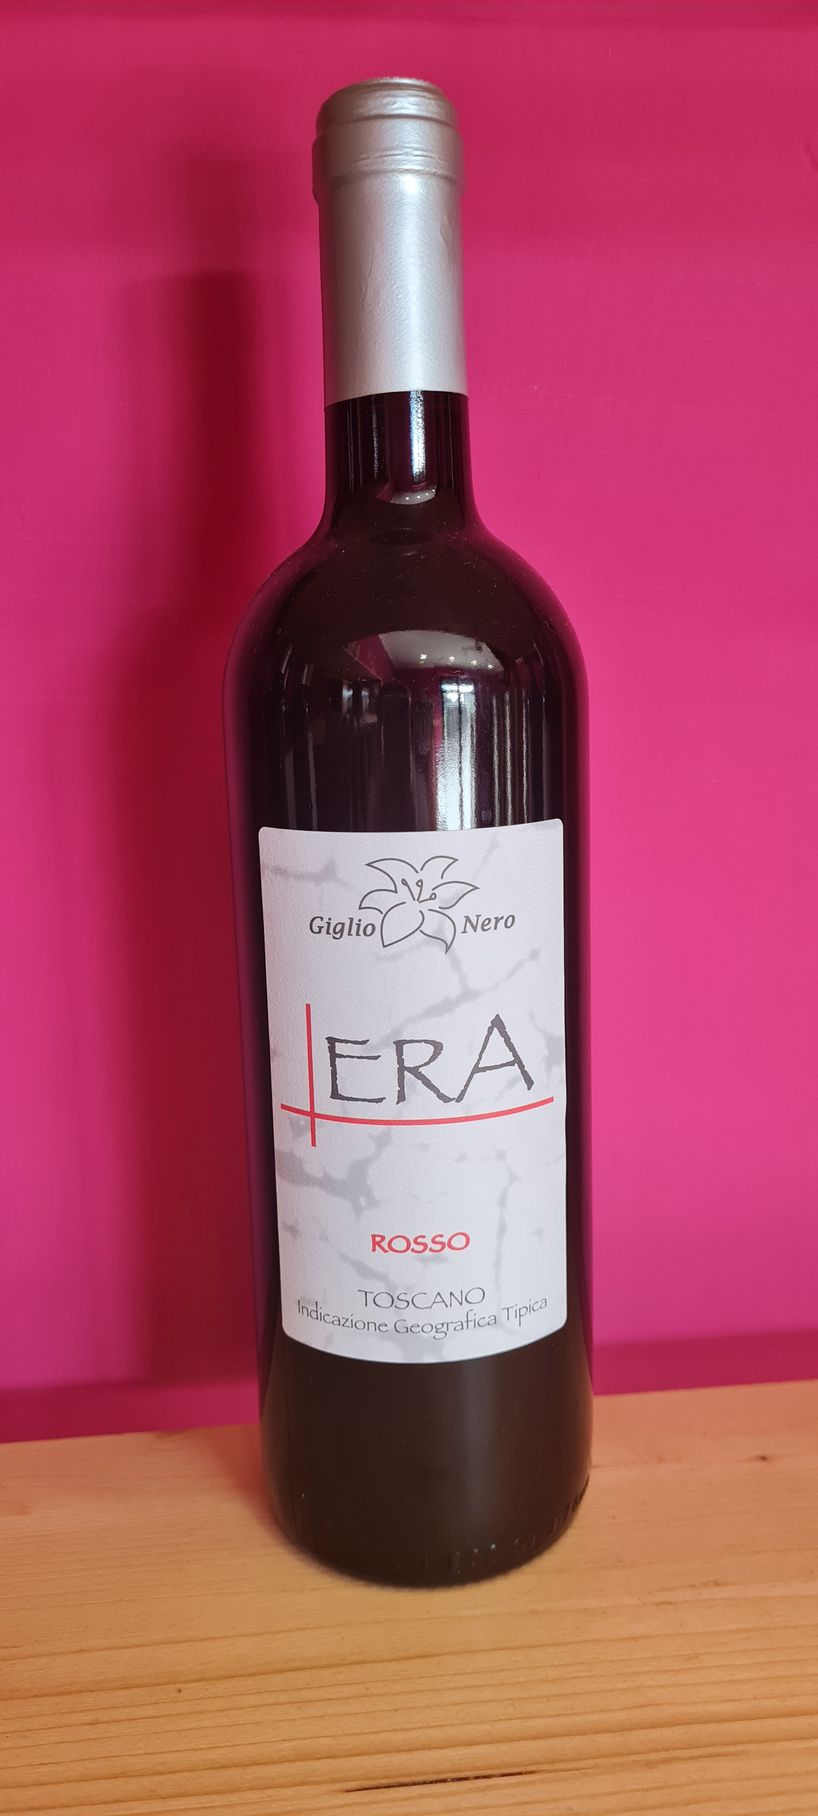 Giglio Nero
ERA
ROSSO
TOSCANO
Indicazione Geografica Tipica